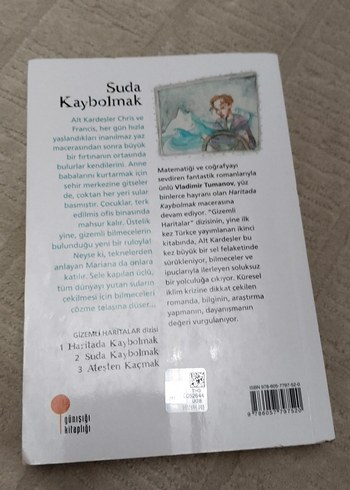 Suda
Kaybolmak
Alt Kardeşler Chris ve
Francis, her gün hızla
yaşlandıkları inanılmaz yaz
macerasından sonra büyük
bir fırtınanın ortasında
bulurlar kendilerini. Anne
babalarını kurtarmak için
şehir merkezine gitseler
de, çoktan her yeri sular
basmıştır. Çocuklar, terk
edilmiş ofis binasında
mahsur kalır. Üstelik
yine, gizemli bilmecelerin
bulunduğu yeni bir ruloyla!
Neyse ki, teknelerden
anlayan Mariana da onlara
katılır. Sele kapılan üçlü,
tüm dünyayı yutan suların
çekilmesi için bilmeceleri
çözme telaşına düşer...
Matematiği ve coğrafyayı
sevdiren fantastik romanlarıyla
ünlü Vladimir Tumanov, yüz
binlerce hayranı olan Haritada
Kaybolmak macerasına
devam ediyor. "Gizemli
Haritalar" dizisinin, yine ilk
kez Türkçe yayımlanan ikinci
kitabında, Alt Kardeşler bu
kez büyük bir sel felaketinde
sürükleniyor, bilmeceler ve
ipuçlarıyla ilerleyen soluksuz
bir yolculuğa çıkıyor. Küresel
iklim krizine dikkat çekilen
romanda, bilginin, araştırma
yapmanın, dayanışmanın
değeri vurgulanıyor.
GİZEMLİ HARİTALAR dizisi
1 Haritada Kaybolmak
2 Suda Kaybolmak
3 Ateşten Kaçmak
günışığı
kitaplığı